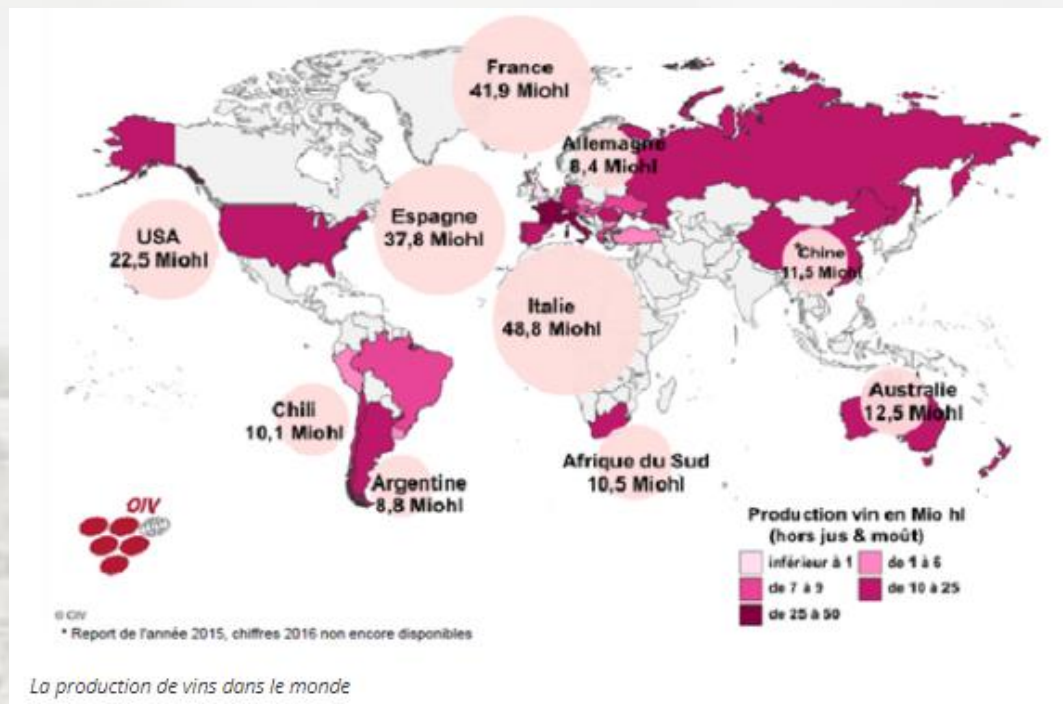 France
41,9 Miohl
Allemagne
8,4 Miohl
Espagne
37,8 Miohl
USA
22,5 Miohl
*Chine
11,5 Miohl
Italie
48,8 Miohl
Australie
12,5 Miohl
Chili
10,1 Miohl
Afrique du Sud
10,5 Miohl
Argentine
8,8 Miohl
OIV
Production vin en Mio hl
(hors jus & moût)
inférieur à 1
de 1 à 6
de 7 à 9
de 10 à 25
de 25 à 50
© OIV
* Report de l'année 2015, chiffres 2016 non encore disponibles
La production de vins dans le monde